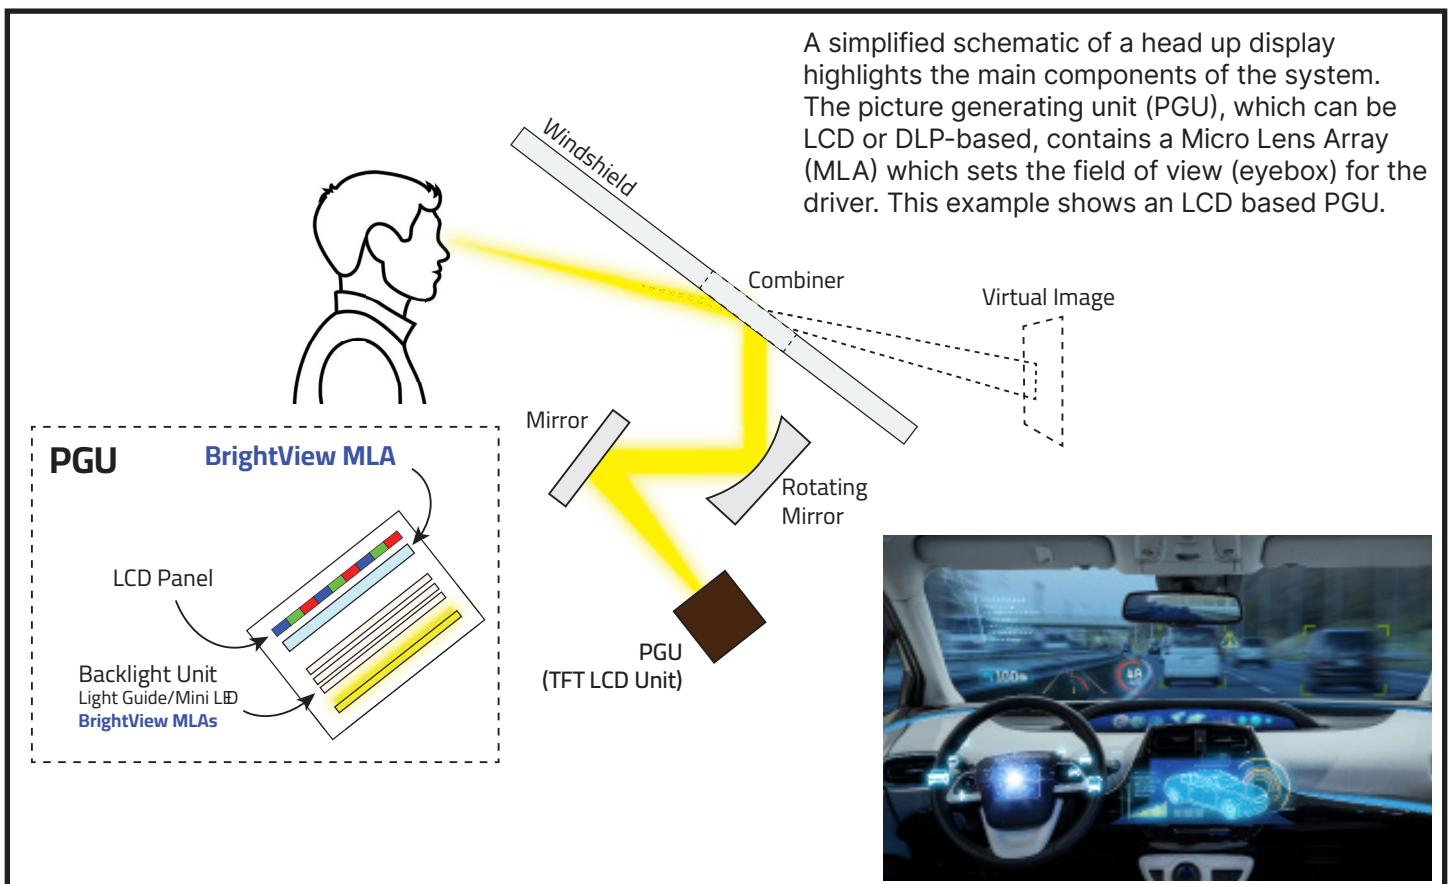 A simplified schematic of a head up display
highlights the main components of the system.
The picture generating unit (PGU), which can be
LCD or DLP-based, contains a Micro Lens Array
(MLA) which sets the field of view (eyebox) for the
driver. This example shows an LCD based PGU.
Windshield
Combiner
Virtual Image
Mirror
Rotating
Mirror
PGU
(TFT LCD Unit)
PGU
BrightView MLA
LCD Panel
Backlight Unit
Light Guide/Mini LED
BrightView MLAs
100m
48